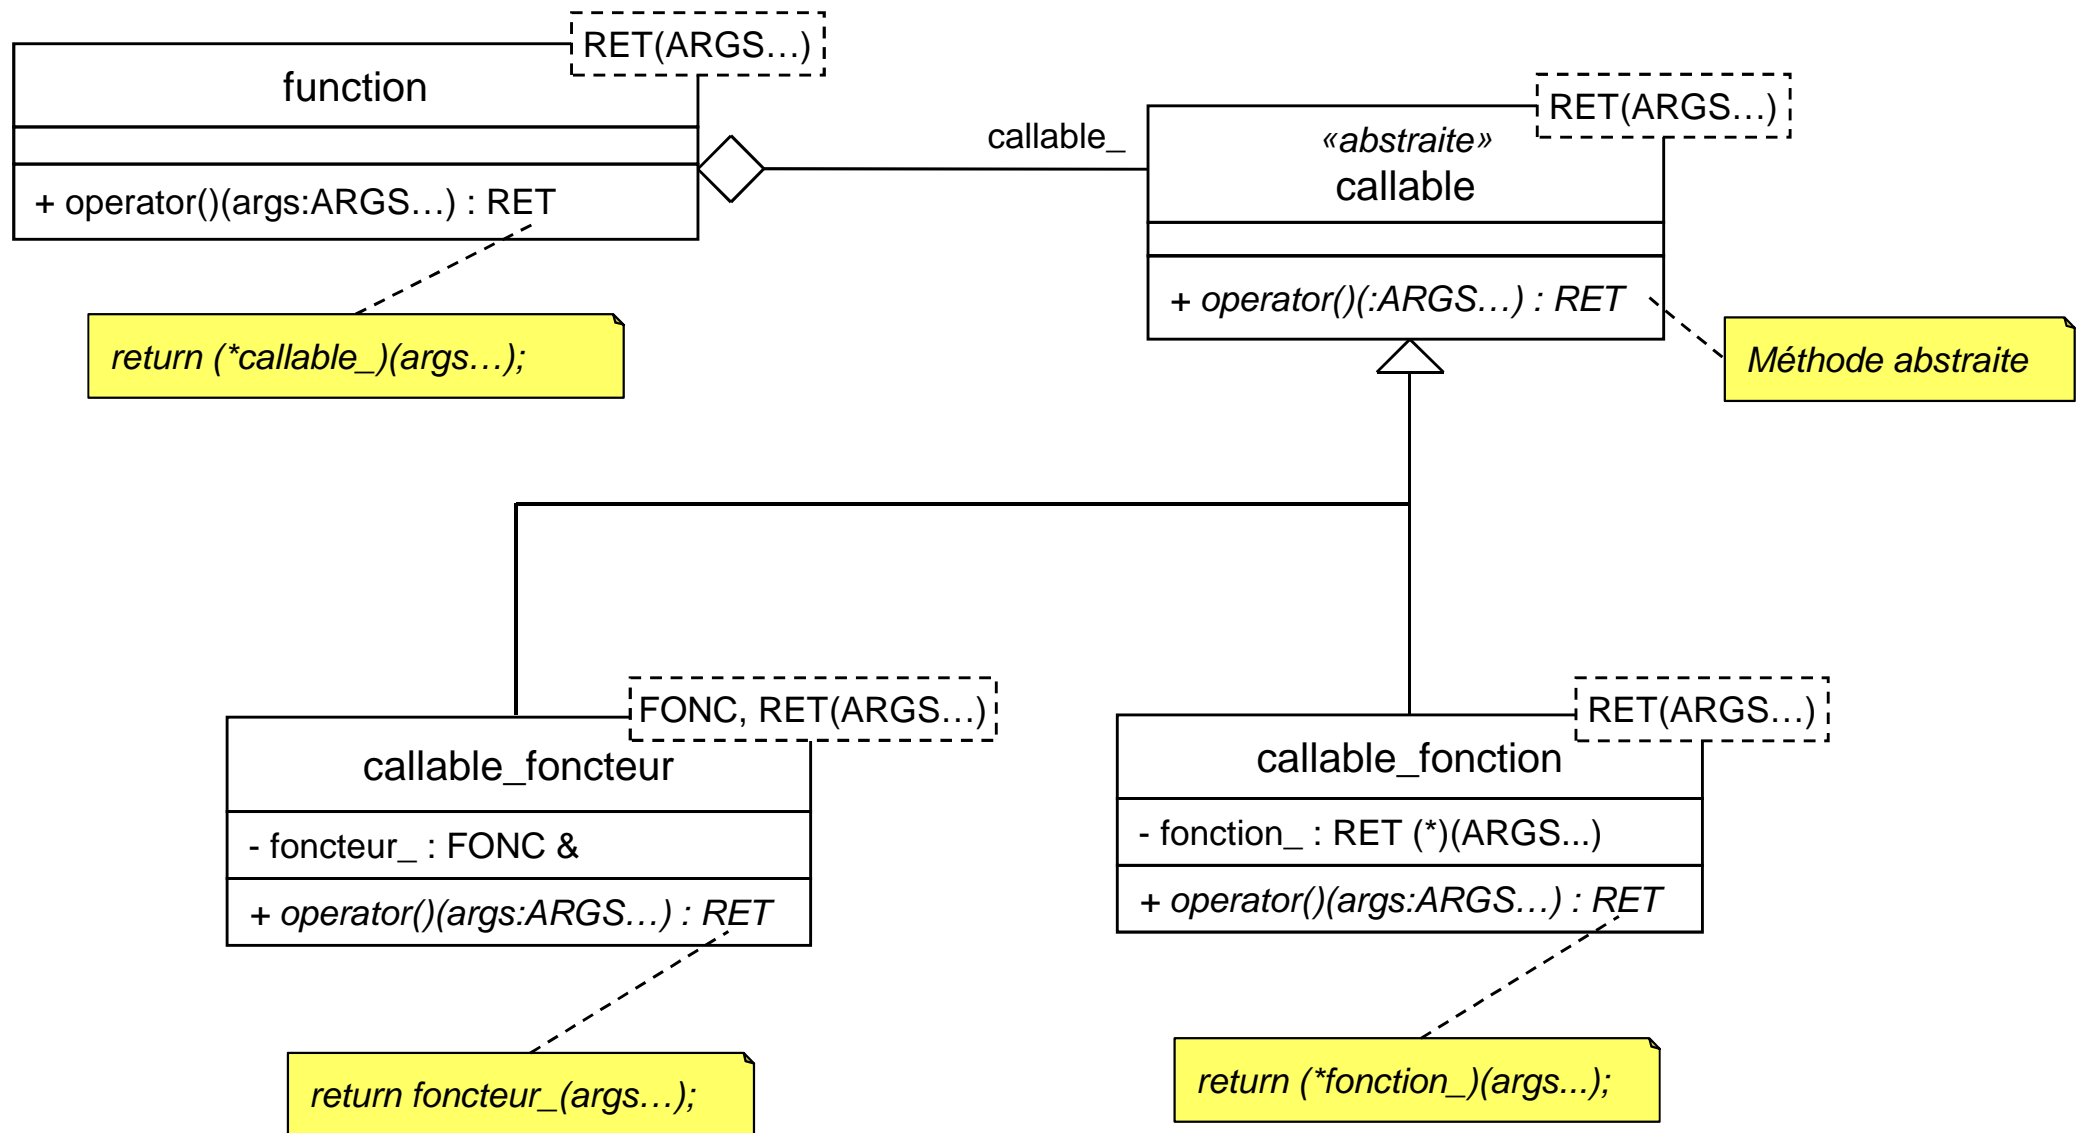 RET(ARGS…)
function
+ operator()(args:ARGS…) : RET
return (*callable_)(args…);
callable_
RET(ARGS…)
«abstraite»
callable
+ operator()(:ARGS…) : RET
Méthode abstraite
FONC, RET(ARGS…)
callable_foncteur
- foncteur_ : FONC &
+ operator()(args:ARGS…) : RET
return foncteur_(args…);
RET(ARGS…)
callable_fonction
- fonction_ : RET (*)(ARGS...)
+ operator()(args:ARGS…) : RET
return (*fonction_)(args...);